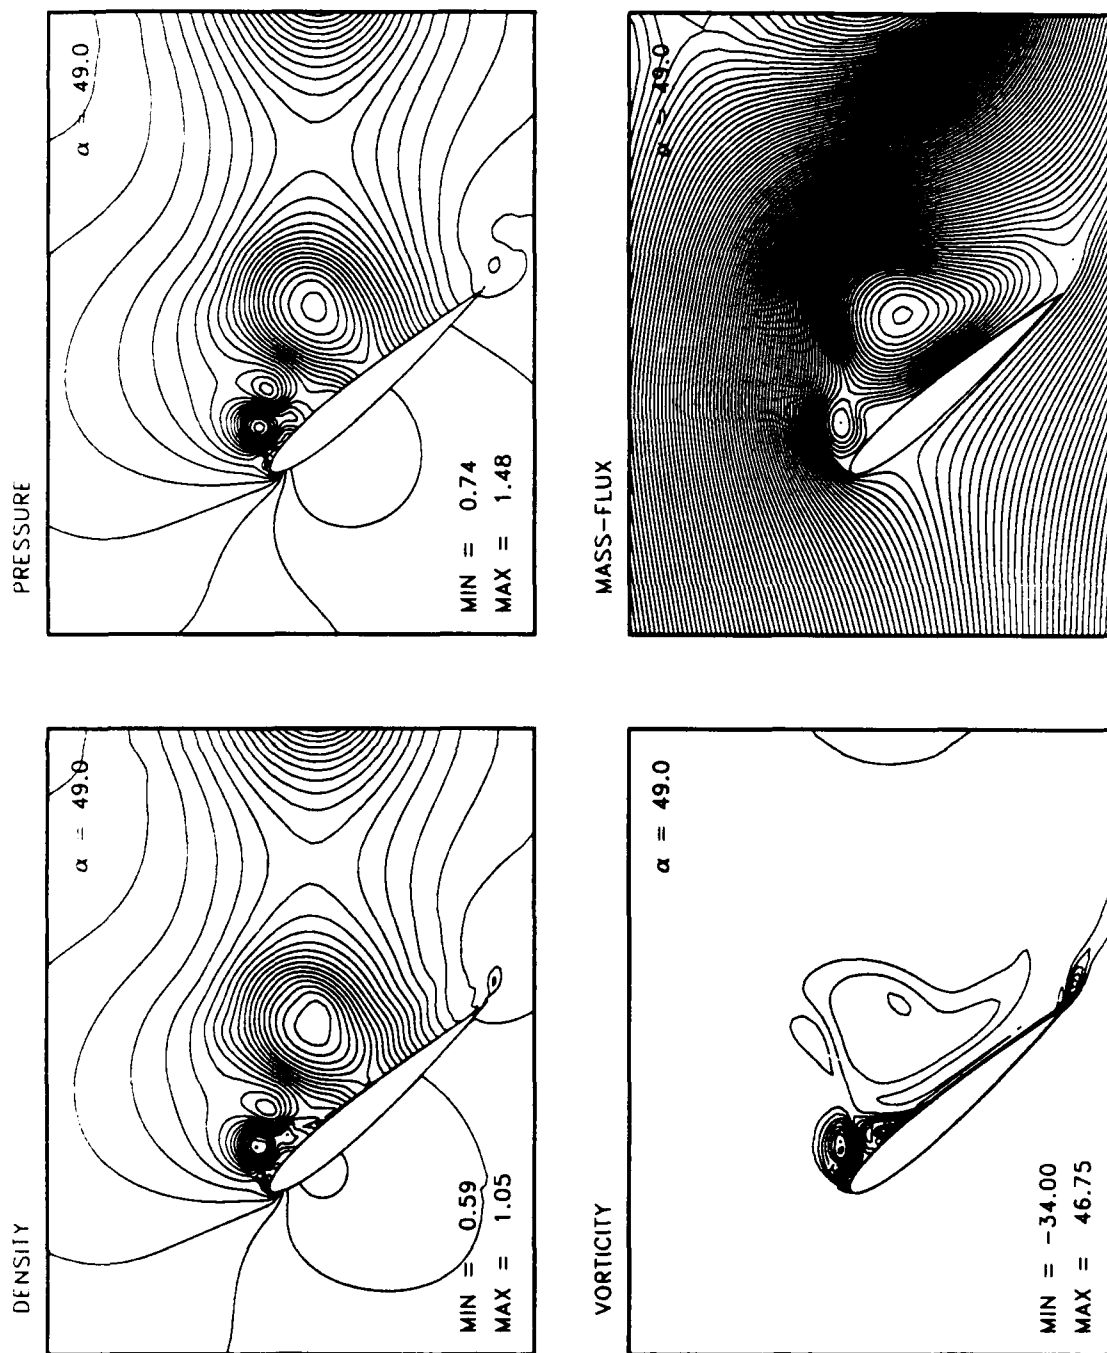 PRESSURE
α = 49.0
MIN = 0.74
MAX = 1.48
MASS-FLUX
α = 49.0
DENSITY
α = 49.0
MIN = 0.59
MAX = 1.05
VORTICITY
α = 49.0
MIN = -34.00
MAX = 46.75